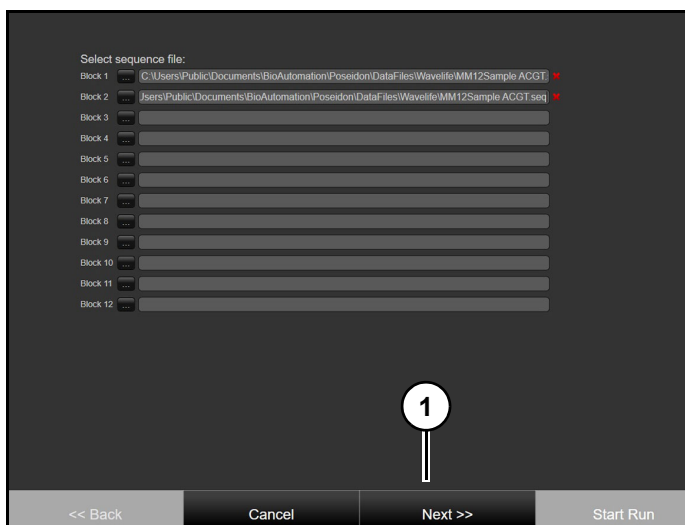 Select sequence file:
Block 1 ... C:\Users\Public\Documents\BioAutomation\Poseidon\DataFiles\Wavelife\MM12Sample ACGT.
Block 2 ... Jsers\Public\Documents\BioAutomation\Poseidon\DataFiles\Wavelife\MM12Sample ACGT.seq
Block 3 ...
Block 4 ...
Block 5 ...
Block 6 ...
Block 7 ...
Block 8 ...
Block 9 ...
Block 10 ...
Block 11 ...
Block 12 ...
1
<< Back Cancel Next >> Start Run